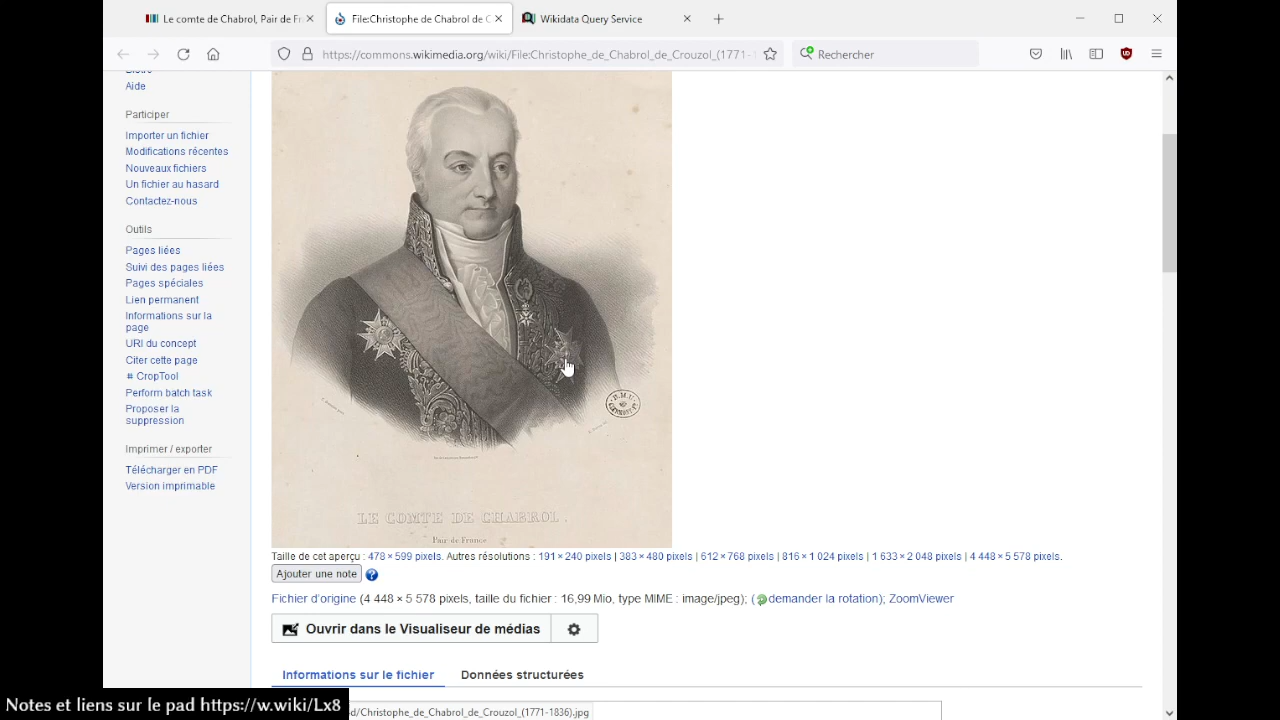 Le comte de Chabrol, Pair de Fr
File:Christophe de Chabrol de C
Wikidata Query Service
https://commons.wikimedia.org/wiki/File:Christophe_de_Chabrol_de_Crouzol_(1771-
Rechercher
Aide
Participer
Importer un fichier
Modifications récentes
Nouveaux fichiers
Un fichier au hasard
Contactez-nous
Outils
Pages liées
Suivi des pages liées
Pages spéciales
Lien permanent
Informations sur la
page
URI du concept
Citer cette page
# CropTool
Perform batch task
Proposer la
suppression
Imprimer / exporter
Télécharger en PDF
Version imprimable
LE COMTE DE CHABROL.
Pair de France
Taille de cet aperçu : 478 × 599 pixels. Autres résolutions : 191 × 240 pixels | 383 × 480 pixels | 612 × 768 pixels | 816 × 1 024 pixels | 1 633 × 2 048 pixels | 4 448 × 5 578 pixels.
Ajouter une note
Fichier d'origine (4 448 × 5 578 pixels, taille du fichier : 16,99 Mio, type MIME : image/jpeg); (demander la rotation); ZoomViewer
Ouvrir dans le Visualiseur de médias
Informations sur le fichier
Données structurées
Notes et liens sur le pad https://w.wiki/Lx8
d/Christophe_de_Chabrol_de_Crouzol_(1771-1836).jpg